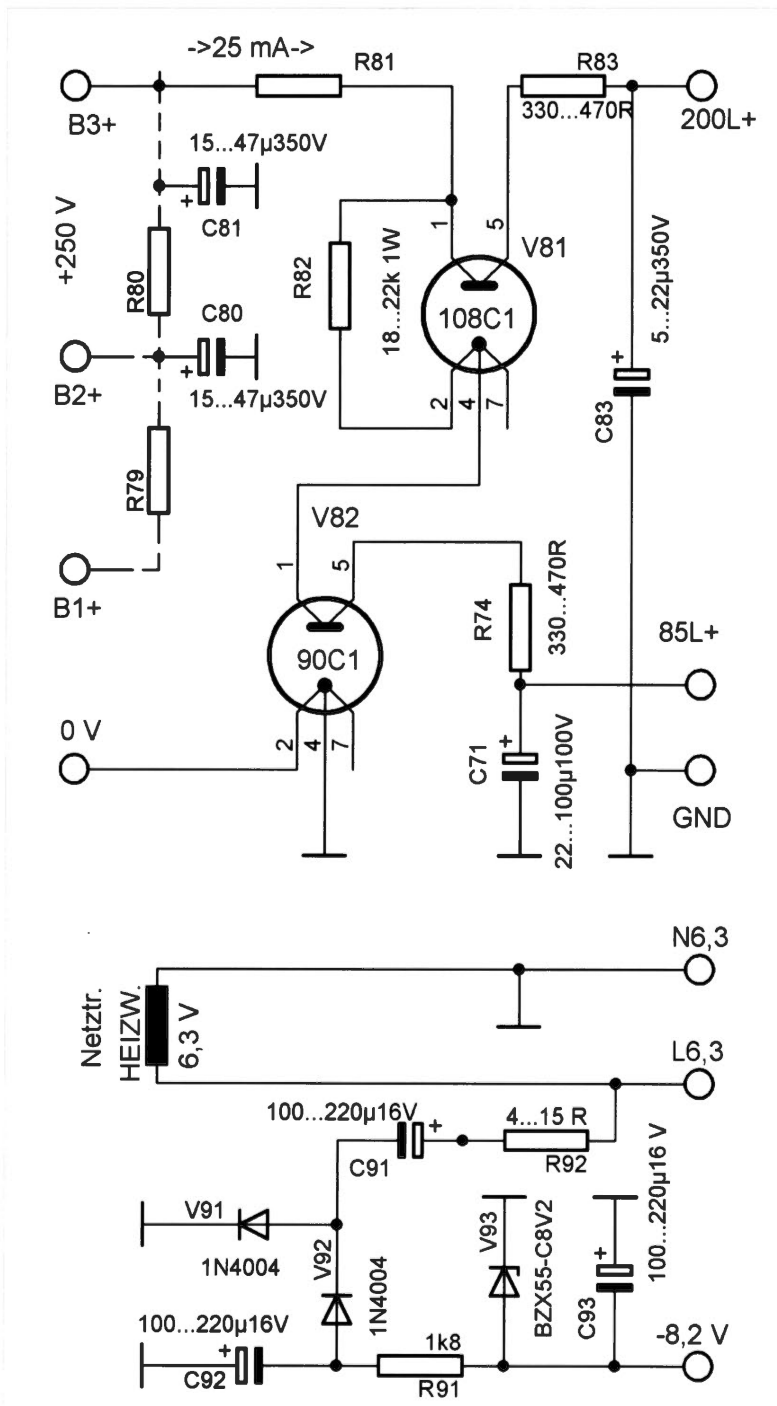 ->25 mA->
R81
R83
B3+
330...470R
200L+
15...47µ350V
C81
+250 V
R80
1
5
V81
R82
18...22k 1W
108C1
5...22µ350V
C80
B2+
15...47µ350V
2
4
7
C83
R79
V82
1
5
B1+
R74
330...470R
85L+
90C1
0 V
2
4
7
C71
22...100µ100V
GND
N6,3
Netztr.
HEIZW.
6,3 V
L6,3
100...220µ16V
4...15 R
C91
R92
100...220µ16 V
V91
1N4004
V92
1N4004
V93
BZX55-C8V2
C93
100...220µ16V
C92
1k8
R91
-8,2 V